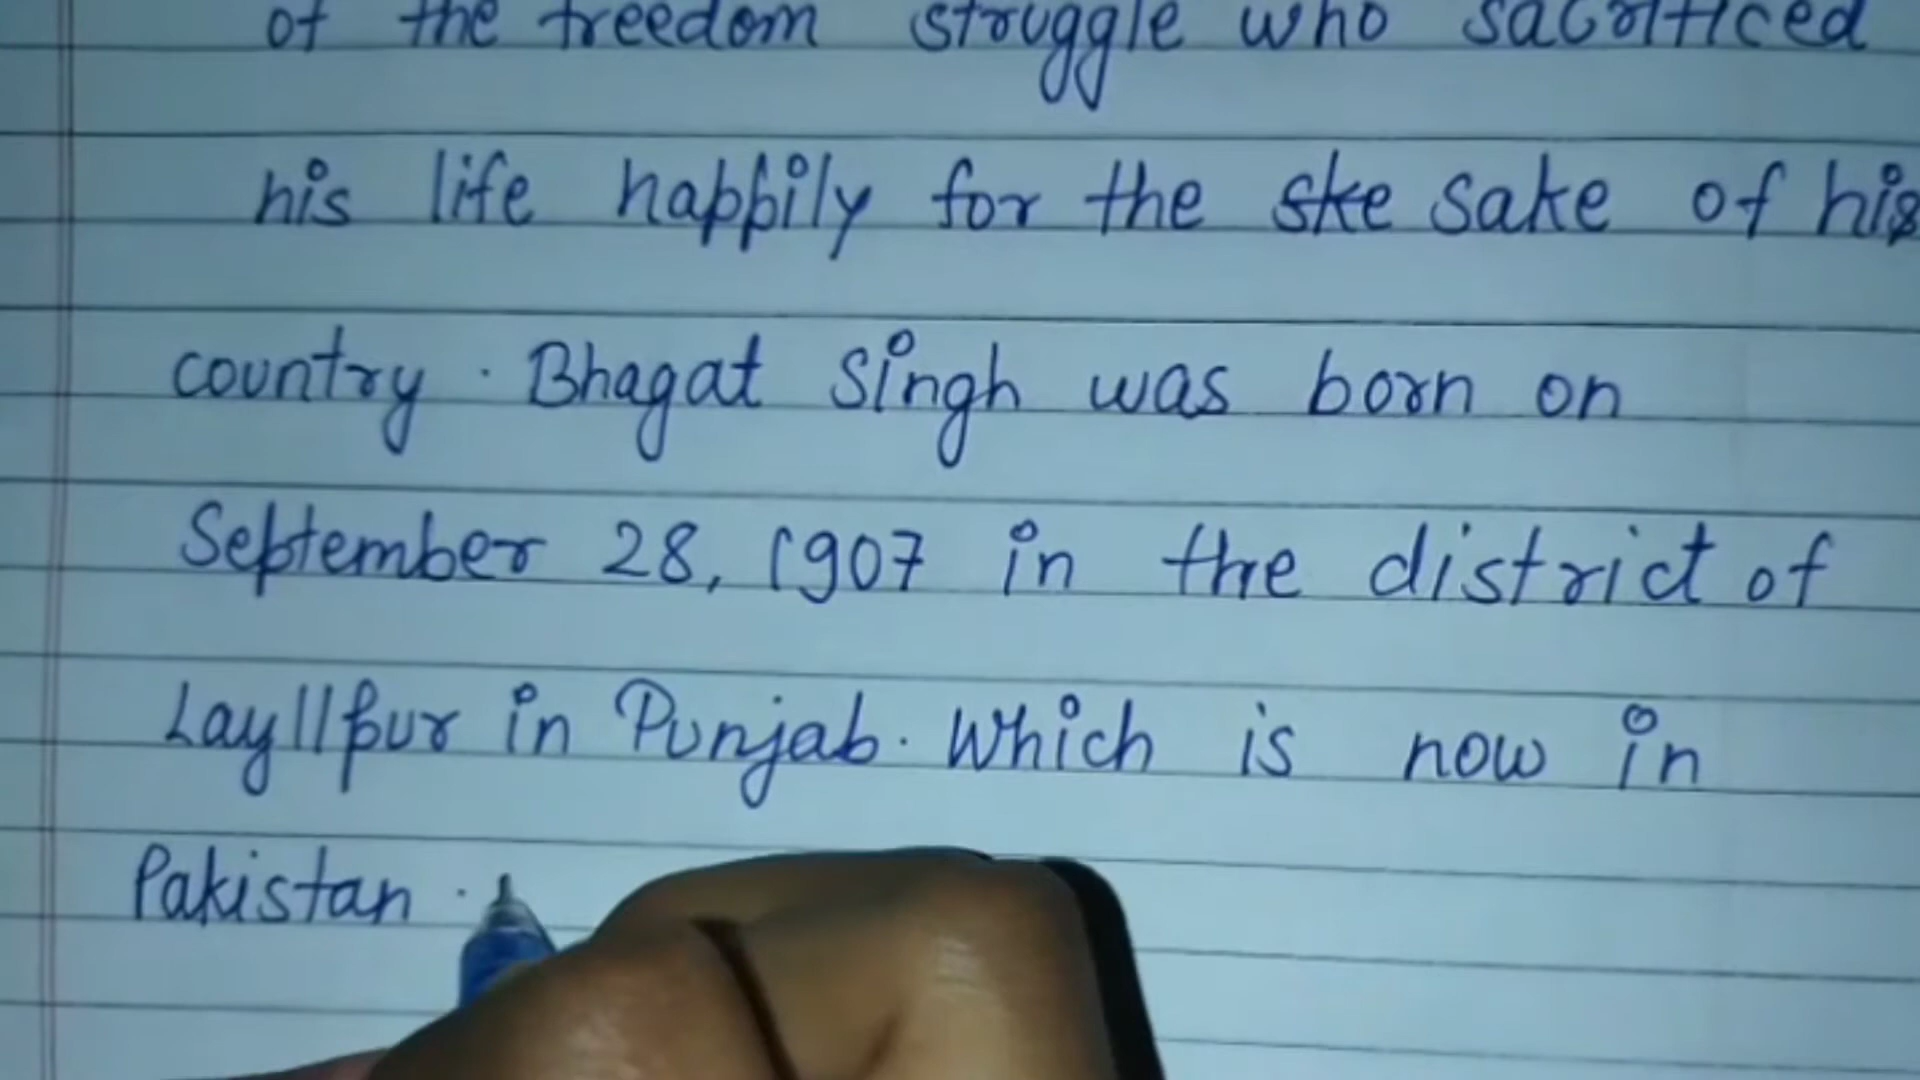 of the freedom struggle who sacrificed
his life happily for the ske sake of his
country. Bhagat Singh was born on
September 28, 1907 in the district of
Layllpur in Punjab. Which is now in
Pakistan.